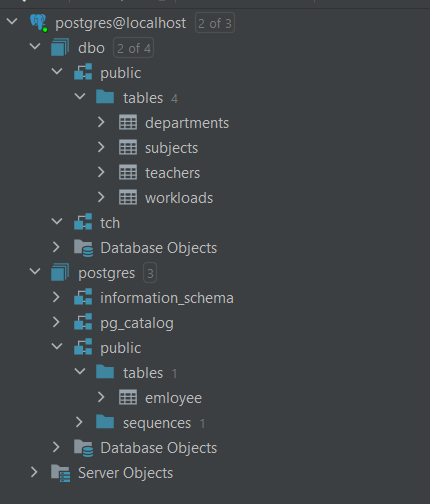 postgres@localhost 2 of 3
dbo 2 of 4
public
tables 4
departments
subjects
teachers
workloads
tch
Database Objects
postgres 3
information_schema
pg_catalog
public
tables 1
emloyee
sequences 1
Database Objects
Server Objects